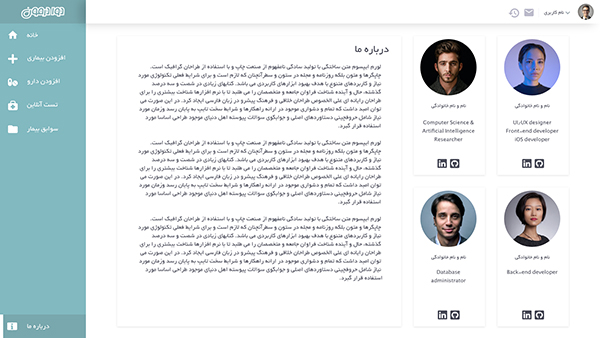 دورادرمون
خانه
افزودن بیماری
افزودن دارو
تست آنلاین
سوابق بیمار
درباره ما
نام کاربری
درباره ما
لورم ایپسوم متن ساختگی با تولید سادگی نامفهوم از صنعت چاپ و با استفاده از طراحان گرافیک است.
چاپگرها و متون بلکه روزنامه و مجله در ستون و سطرآنچنان که لازم است و برای شرایط فعلی تکنولوژی مورد
نیاز و کاربردهای متنوع با هدف بهبود ابزارهای کاربردی می باشد. کتابهای زیادی در شصت و سه درصد
گذشته، حال و آینده شناخت فراوان جامعه و متخصصان را می طلبد تا با نرم افزارها شناخت بیشتری را برای
طراحان رایانه ای علی الخصوص طراحان خلاقی و فرهنگ پیشرو در زبان فارسی ایجاد کرد. در این صورت می
توان امید داشت که تمام و دشواری موجود در ارائه راهکارها و شرایط سخت تایپ به پایان رسد وزمان مورد
نیاز شامل حروفچینی دستاوردهای اصلی و جوابگوی سوالات پیوسته اهل دنیای موجود طراحی اساسا مورد
استفاده قرار گیرد.
لورم ایپسوم متن ساختگی با تولید سادگی نامفهوم از صنعت چاپ و با استفاده از طراحان گرافیک است.
چاپگرها و متون بلکه روزنامه و مجله در ستون و سطرآنچنان که لازم است و برای شرایط فعلی تکنولوژی مورد
نیاز و کاربردهای متنوع با هدف بهبود ابزارهای کاربردی می باشد. کتابهای زیادی در شصت و سه درصد
گذشته، حال و آینده شناخت فراوان جامعه و متخصصان را می طلبد تا با نرم افزارها شناخت بیشتری را برای
طراحان رایانه ای علی الخصوص طراحان خلاقی و فرهنگ پیشرو در زبان فارسی ایجاد کرد. در این صورت می
توان امید داشت که تمام و دشواری موجود در ارائه راهکارها و شرایط سخت تایپ به پایان رسد وزمان مورد
نیاز شامل حروفچینی دستاوردهای اصلی و جوابگوی سوالات پیوسته اهل دنیای موجود طراحی اساسا مورد
استفاده قرار گیرد.
لورم ایپسوم متن ساختگی با تولید سادگی نامفهوم از صنعت چاپ و با استفاده از طراحان گرافیک است.
چاپگرها و متون بلکه روزنامه و مجله در ستون و سطرآنچنان که لازم است و برای شرایط فعلی تکنولوژی مورد
نیاز و کاربردهای متنوع با هدف بهبود ابزارهای کاربردی می باشد. کتابهای زیادی در شصت و سه درصد
گذشته، حال و آینده شناخت فراوان جامعه و متخصصان را می طلبد تا با نرم افزارها شناخت بیشتری را برای
طراحان رایانه ای علی الخصوص طراحان خلاقی و فرهنگ پیشرو در زبان فارسی ایجاد کرد. در این صورت می
توان امید داشت که تمام و دشواری موجود در ارائه راهکارها و شرایط سخت تایپ به پایان رسد وزمان مورد
نیاز شامل حروفچینی دستاوردهای اصلی و جوابگوی سوالات پیوسته اهل دنیای موجود طراحی اساسا مورد
استفاده قرار گیرد.
نام و نام خانوادگی
UI,UX designer
Front-end developer
iOS developer
نام و نام خانوادگی
Computer Science &
Artificial Intelligence
Researcher
نام و نام خانوادگی
Back-end developer
نام و نام خانوادگی
Database
administrator